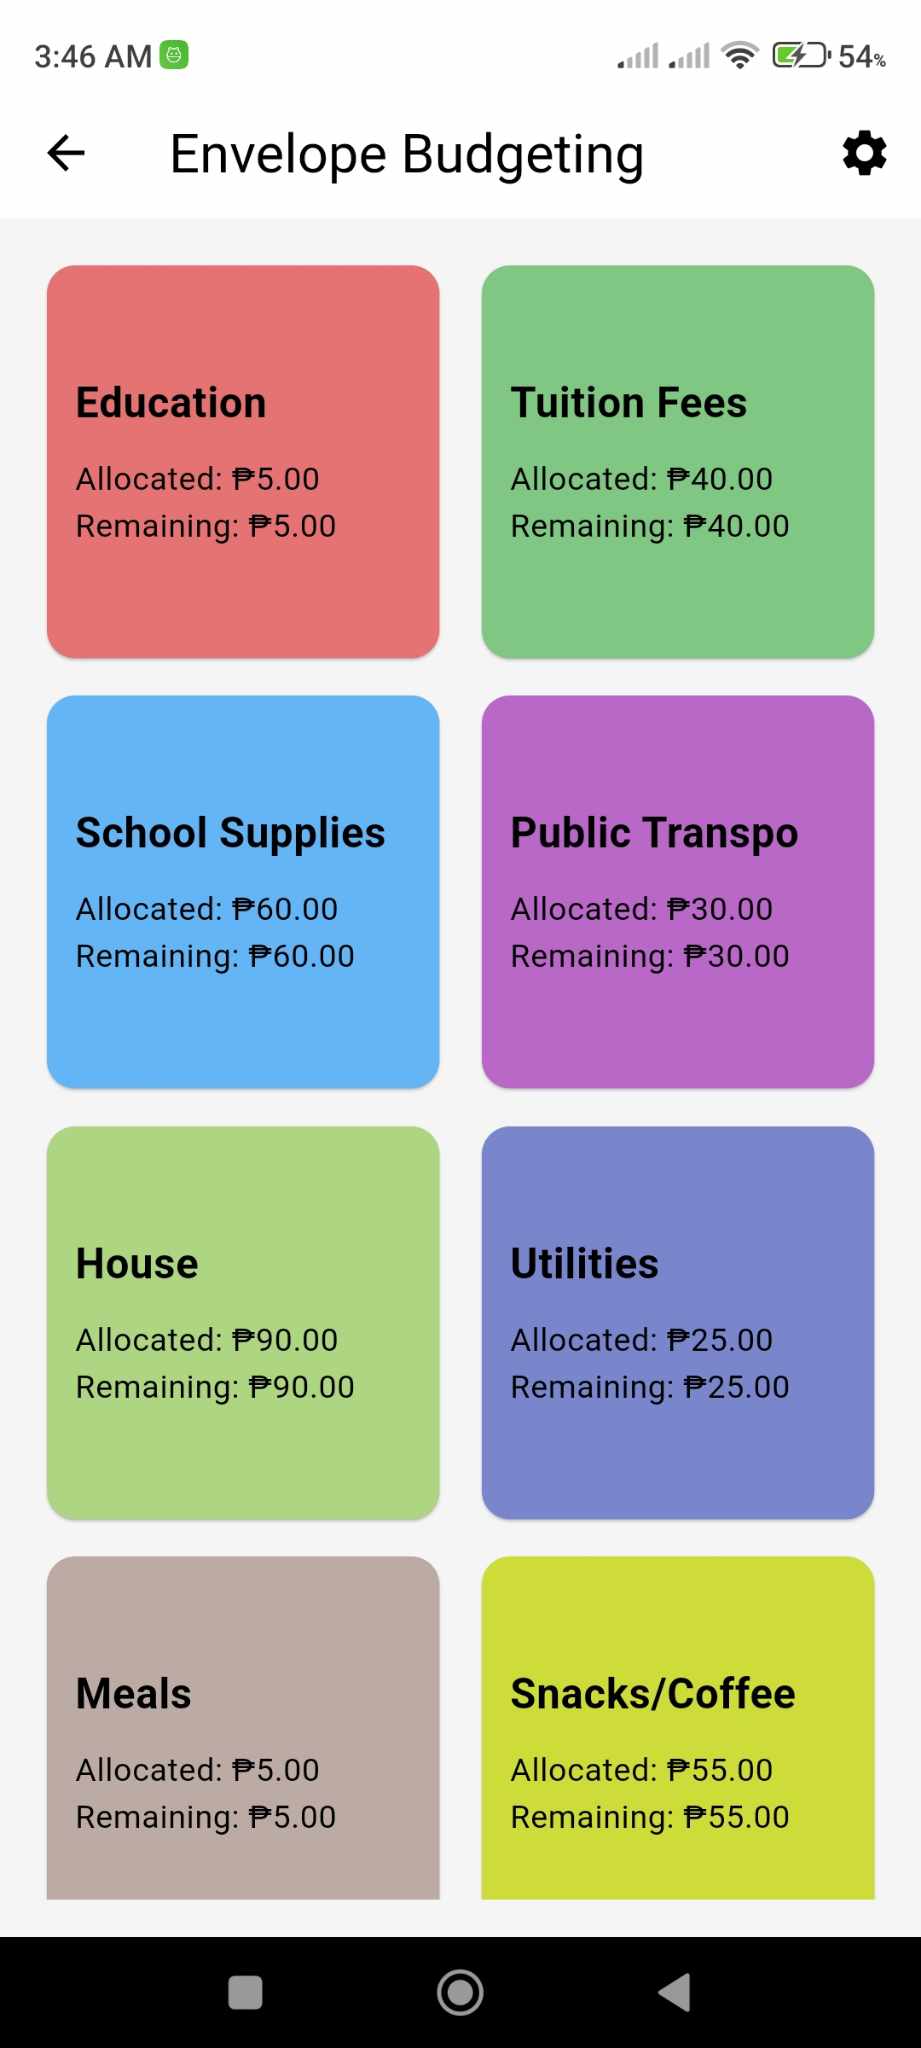 3:46 AM
54%
Envelope Budgeting
Education
Allocated: ₱5.00
Remaining: ₱5.00
Tuition Fees
Allocated: ₱40.00
Remaining: ₱40.00
School Supplies
Allocated: ₱60.00
Remaining: ₱60.00
Public Transpo
Allocated: ₱30.00
Remaining: ₱30.00
House
Allocated: ₱90.00
Remaining: ₱90.00
Utilities
Allocated: ₱25.00
Remaining: ₱25.00
Meals
Allocated: ₱5.00
Remaining: ₱5.00
Snacks/Coffee
Allocated: ₱55.00
Remaining: ₱55.00